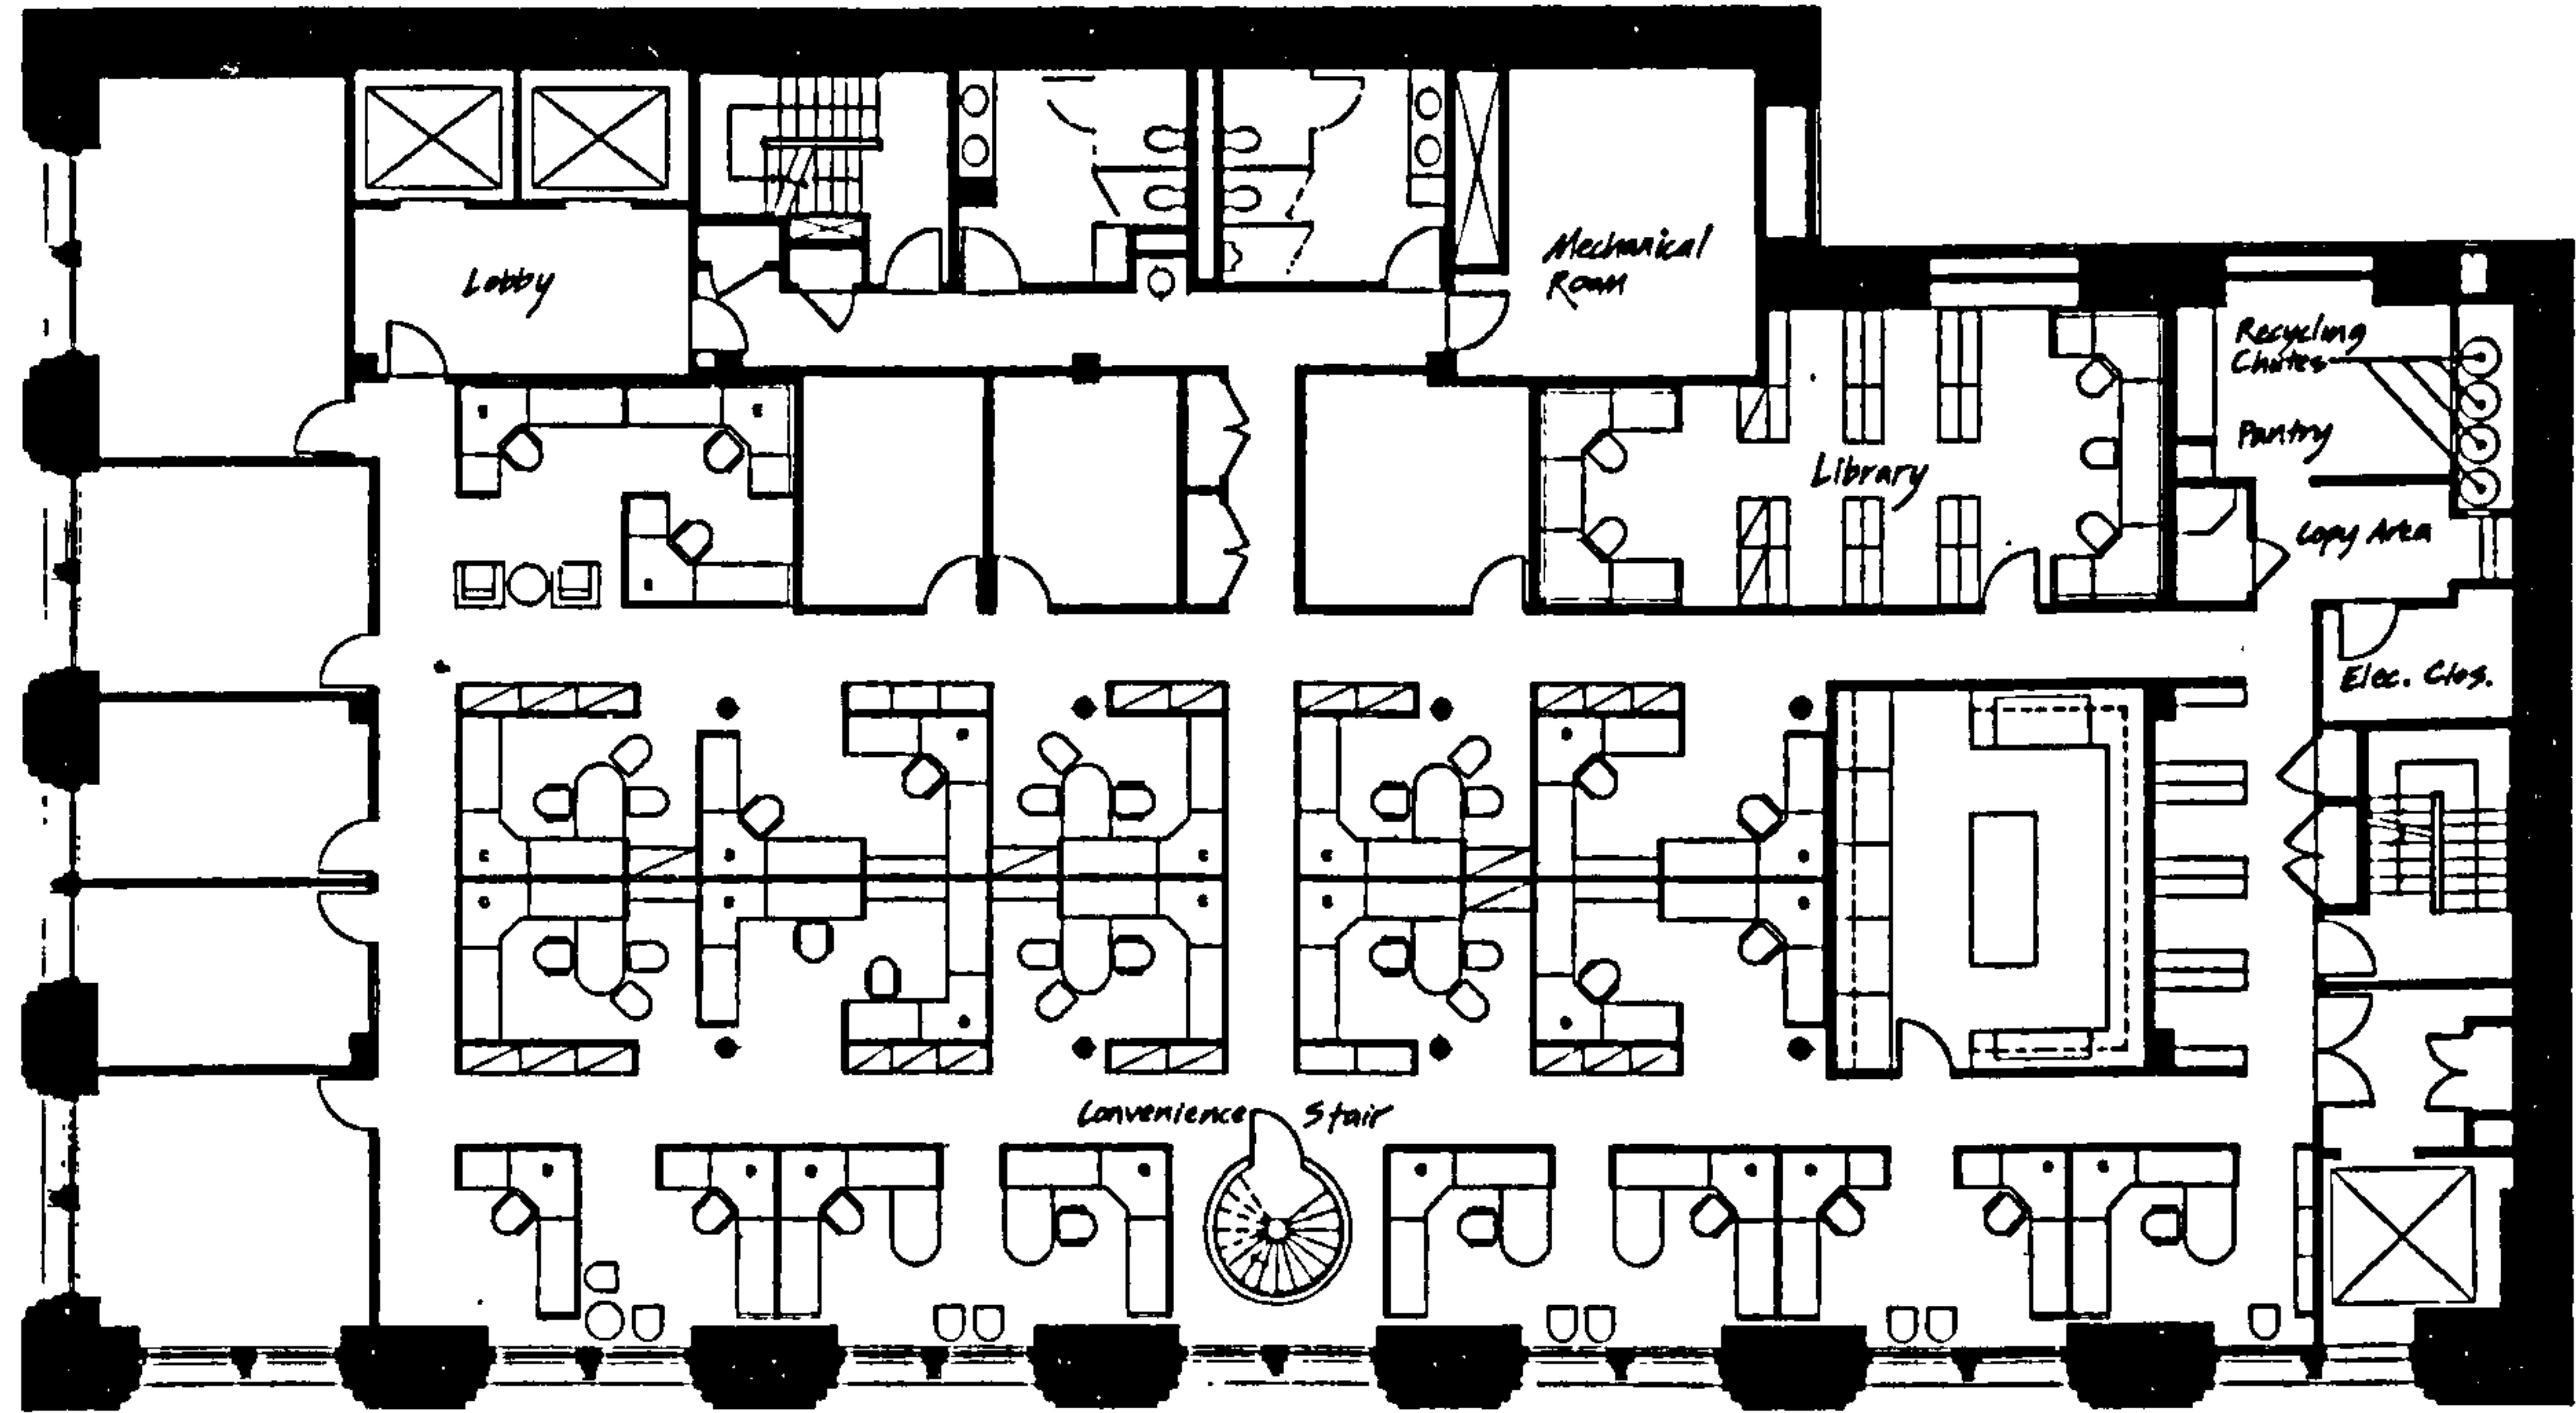 Lobby
Mechanical
Room
Recycling
Chutes
Pantry
Library
Copy Area
Elec. Clos.
Convenience Stair